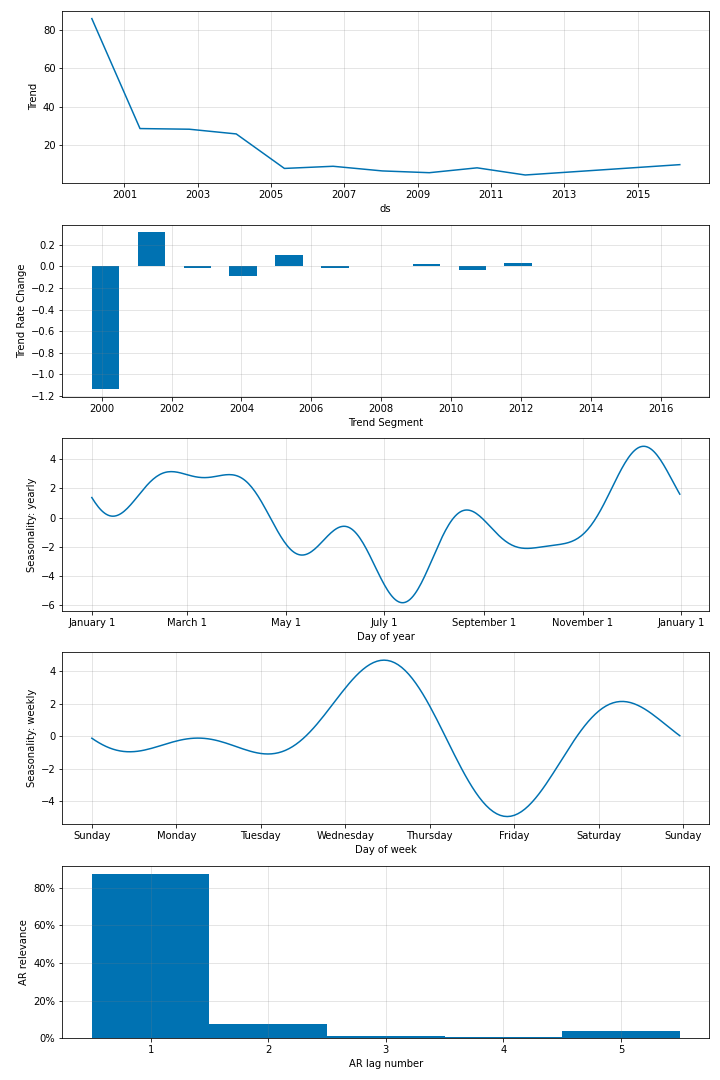 Trend
80
60
40
20
2001 2003 2005 2007 2009 2011 2013 2015
ds
Trend Rate Change
0.2
0.0
−0.2
−0.4
−0.6
−0.8
−1.0
−1.2
2000 2002 2004 2006 2008 2010 2012 2014 2016
Trend Segment
Seasonality: yearly
4
2
0
−2
−4
−6
January 1 March 1 May 1 July 1 September 1 November 1 January 1
Day of year
Seasonality: weekly
4
2
0
−2
−4
Sunday Monday Tuesday Wednesday Thursday Friday Saturday Sunday
Day of week
AR relevance
80%
60%
40%
20%
0%
1 2 3 4 5
AR lag number